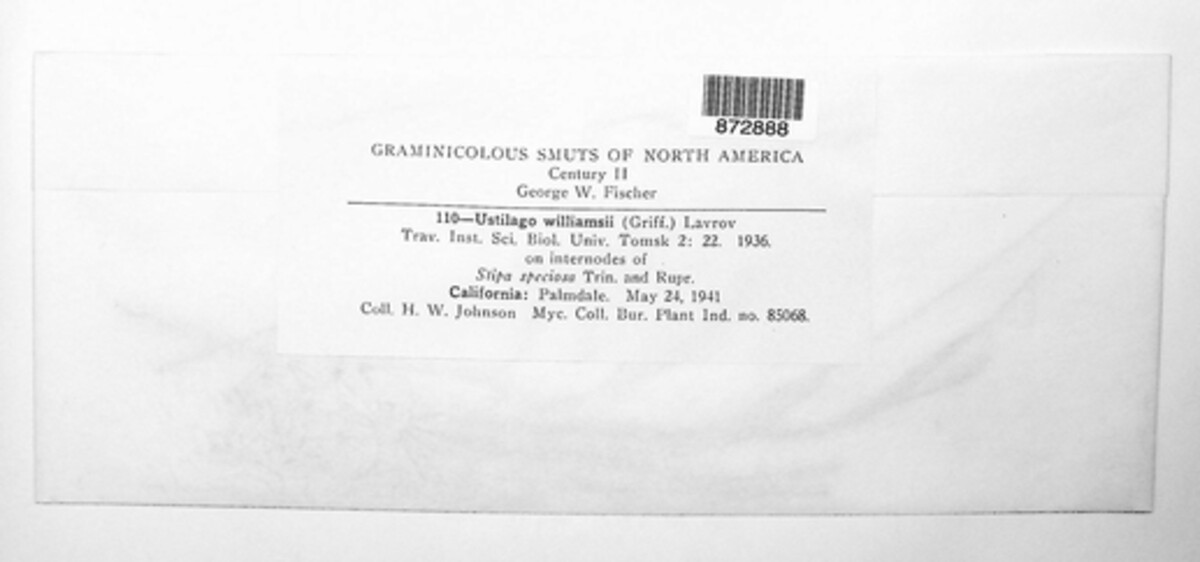 872888
GRAMINICOLOUS SMUTS OF NORTH AMERICA
Century II
George W. Fischer
110—Ustilago williamsii (Griff.) Lavrov
Trav. Inst. Sci. Biol. Univ. Tomsk 2: 22. 1936.
on internodes of
Stipa speciosa Trin. and Rupr.
California: Palmdale. May 24, 1941
Coll. H. W. Johnson Myc. Coll. Bur. Plant Ind. no. 85068.